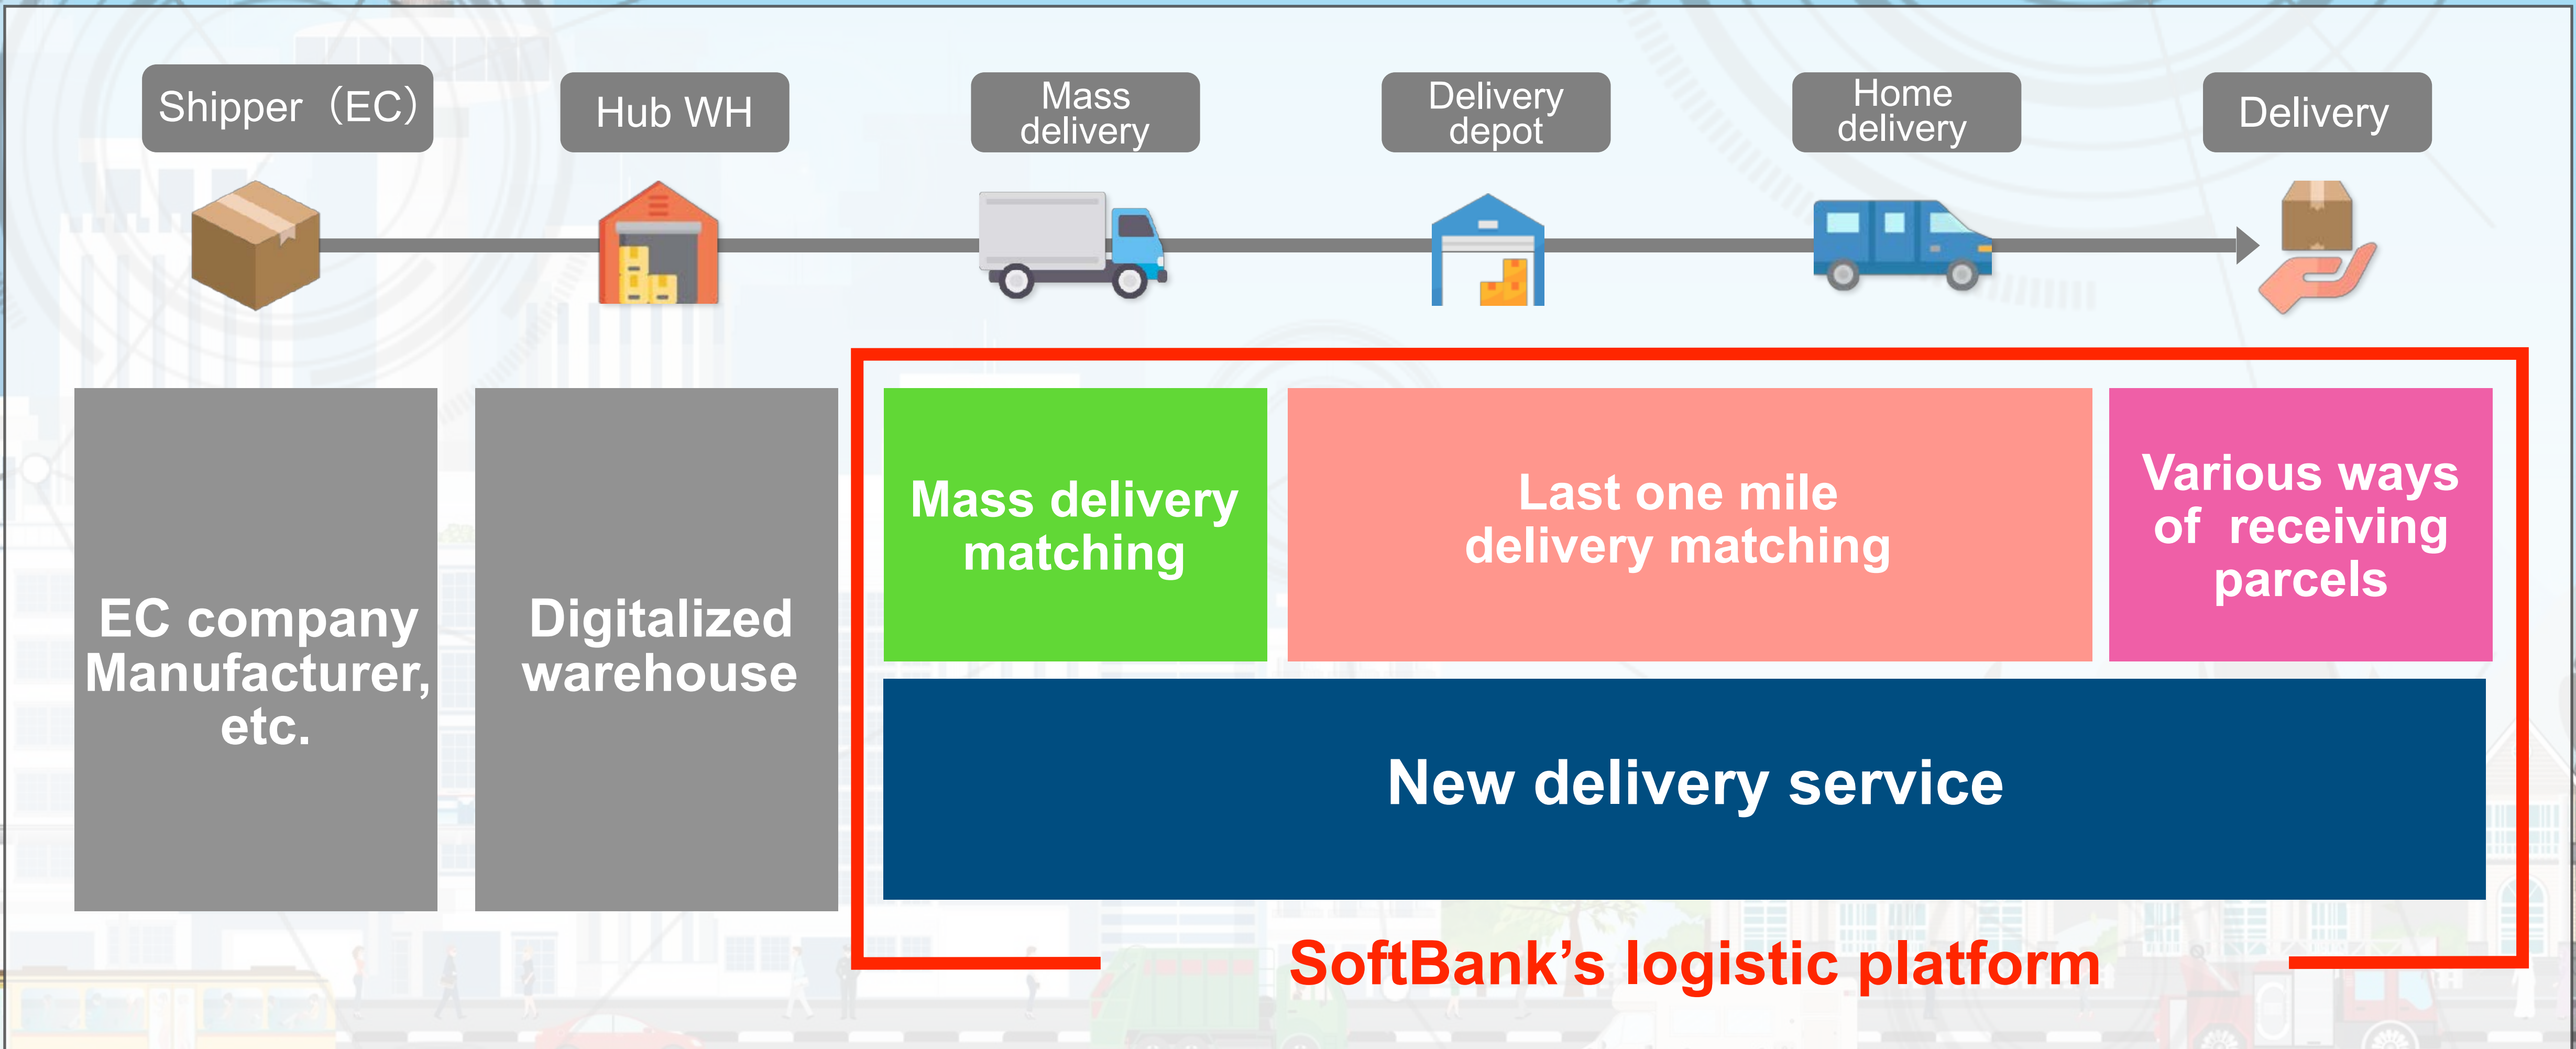 Shipper（EC）
Hub WH
Mass
delivery
Delivery
depot
Home
delivery
Delivery
EC company
Manufacturer,
etc.
Digitalized
warehouse
Mass delivery
matching
Last one mile
delivery matching
Various ways
of  receiving
parcels
New delivery service
SoftBank’s logistic platform